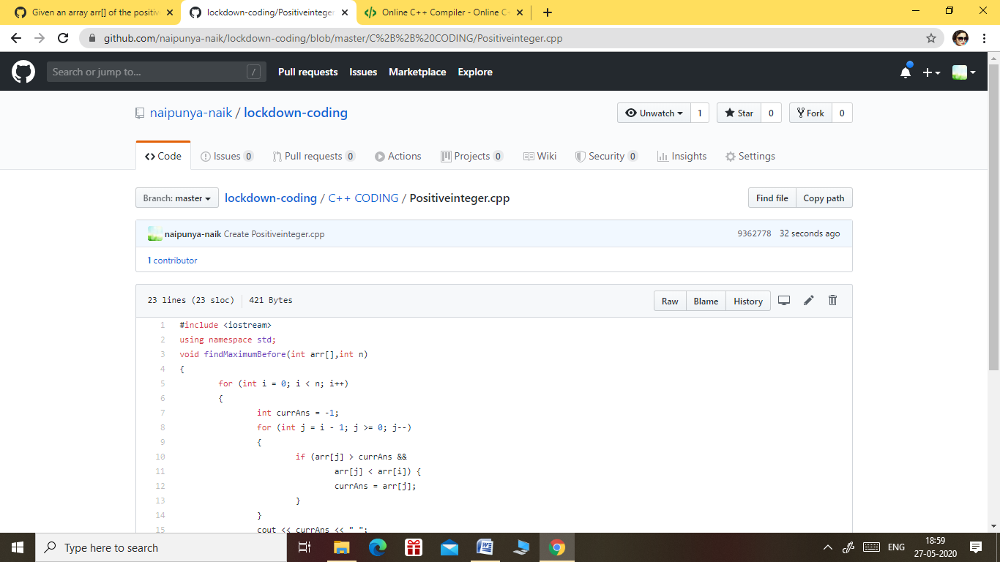 Given an array arr[] of the positiv
lockdown-coding/Positiveinteger
Online C++ Compiler - Online C
github.com/naipunya-naik/lockdown-coding/blob/master/C%2B%2B%20CODING/Positiveinteger.cpp
Search or jump to... / Pull requests Issues Marketplace Explore
naipunya-naik / lockdown-coding
Unwatch 1 Star 0 Fork 0
Code Issues 0 Pull requests 0 Actions Projects 0 Wiki Security 0 Insights Settings
Branch: master lockdown-coding / C++ CODING / Positiveinteger.cpp Find file Copy path
naipunya-naik Create Positiveinteger.cpp 9362778 32 seconds ago
1 contributor
23 lines (23 sloc) 421 Bytes Raw Blame History
1 #include <iostream>
2 using namespace std;
3 void findMaximumBefore(int arr[],int n)
4 {
5 for (int i = 0; i < n; i++)
6 {
7 int currAns = -1;
8 for (int j = i - 1; j >= 0; j--)
9 {
10 if (arr[j] > currAns &&
11 arr[j] < arr[i]) {
12 currAns = arr[j];
13 }
14 }
15 cout << currAns << " ";
Type here to search
ENG
18:59
27-05-2020